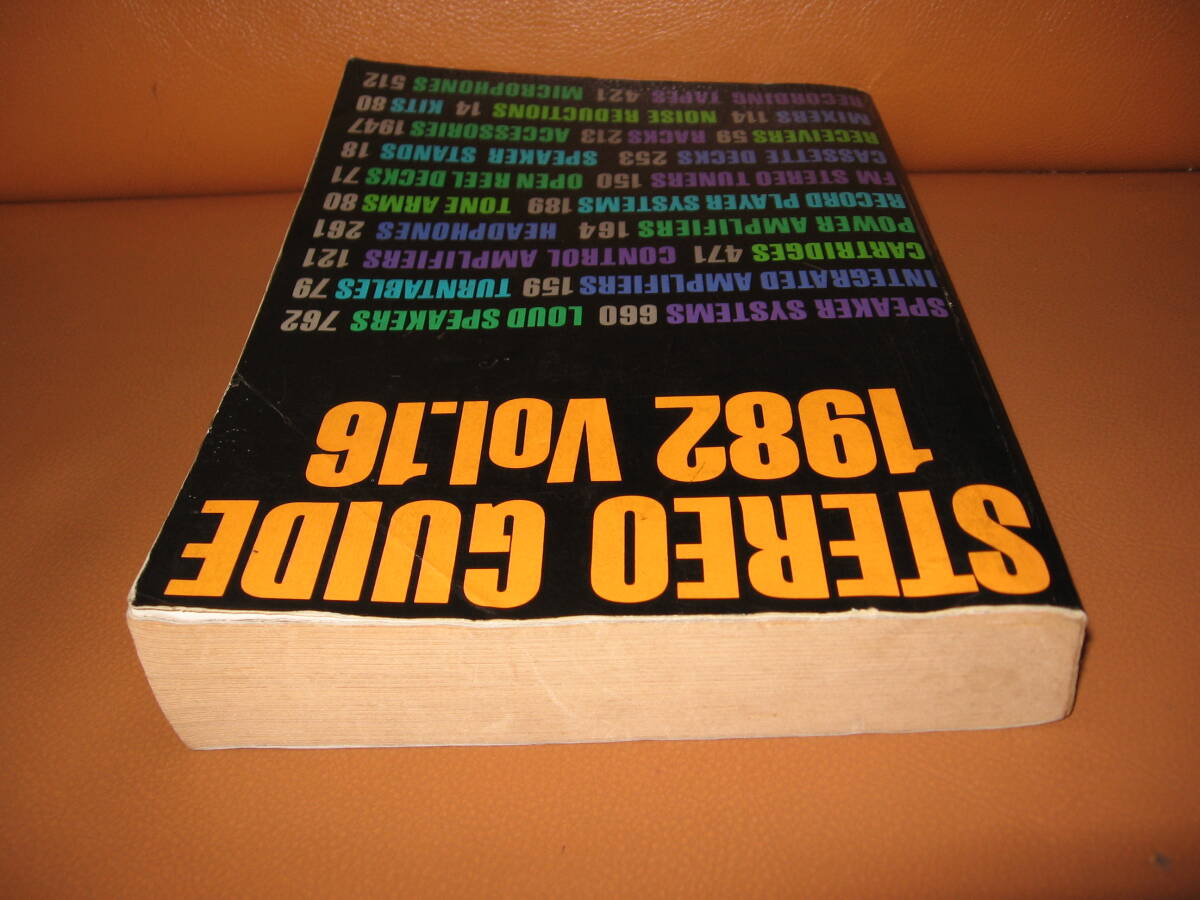 STEREO GUIDE
1982 Vol.16
SPEAKER SYSTEMS 660 LOUD SPEAKERS 762
INTEGRATED AMPLIFIERS 159 TURNTABLES 79
CARTRIDGES 471 CONTROL AMPLIFIERS 121
POWER AMPLIFIERS 164 HEADPHONES 261
RECORD PLAYER SYSTEMS 189 TONE ARMS 80
FM STEREO TUNERS 150 OPEN REEL DECKS 71
CASSETTE DECKS 253 SPEAKER STANDS 18
RECEIVERS 59 RACKS 213 ACCESSORIES 1947
MIXERS 114 NOISE REDUCTIONS 14 KITS 80
RECORDING TAPES 421 MICROPHONES 512